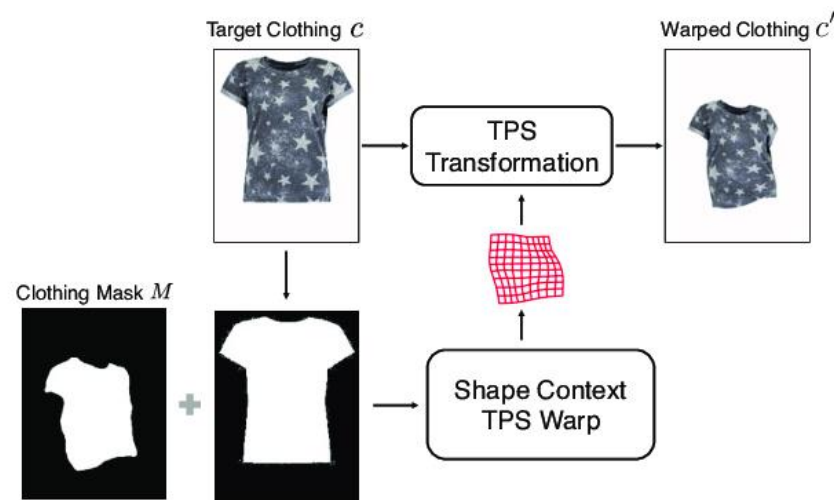 Target Clothing c
Warped Clothing c′
TPS
Transformation
Clothing Mask M
Shape Context
TPS Warp